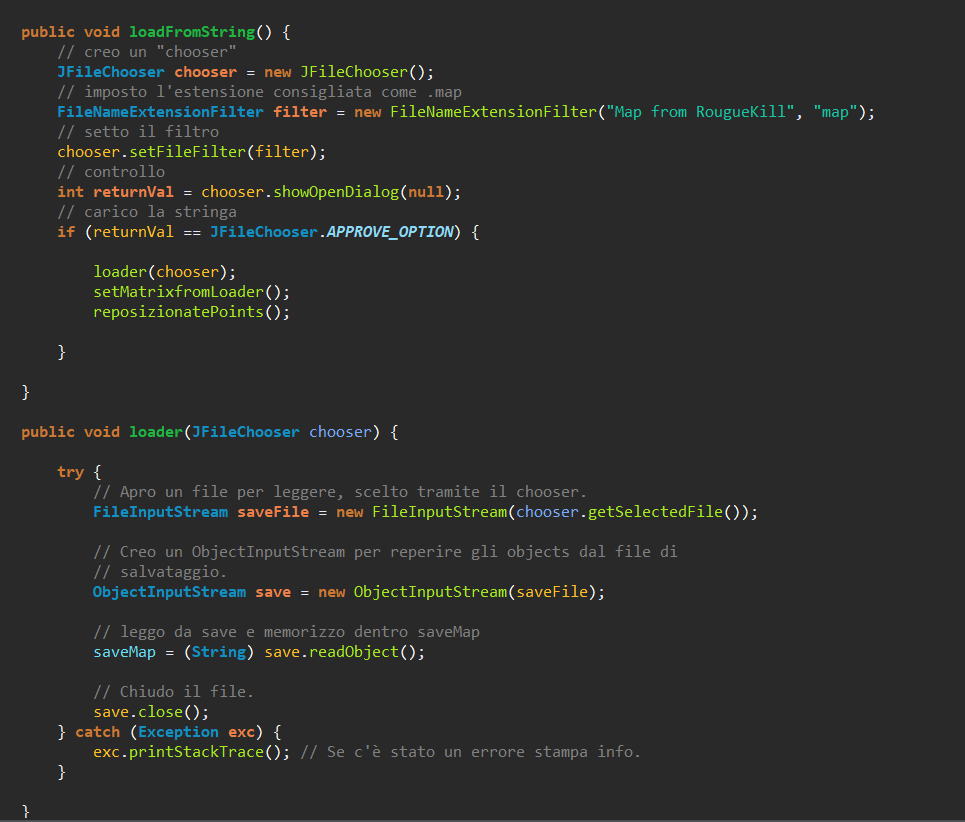 public void loadFromString() {
    // creo un "chooser"
    JFileChooser chooser = new JFileChooser();
    // imposto l'estensione consigliata come .map
    FileNameExtensionFilter filter = new FileNameExtensionFilter("Map from RougueKill", "map");
    // setto il filtro
    chooser.setFileFilter(filter);
    // controllo
    int returnVal = chooser.showOpenDialog(null);
    // carico la stringa
    if (returnVal == JFileChooser.APPROVE_OPTION) {

        loader(chooser);
        setMatrixfromLoader();
        reposizionatePoints();

    }

}

public void loader(JFileChooser chooser) {

    try {
        // Apro un file per leggere, scelto tramite il chooser.
        FileInputStream saveFile = new FileInputStream(chooser.getSelectedFile());

        // Creo un ObjectInputStream per reperire gli objects dal file di
        // salvataggio.
        ObjectInputStream save = new ObjectInputStream(saveFile);

        // leggo da save e memorizzo dentro saveMap
        saveMap = (String) save.readObject();

        // Chiudo il file.
        save.close();
    } catch (Exception exc) {
        exc.printStackTrace(); // Se c'è stato un errore stampa info.
    }

}